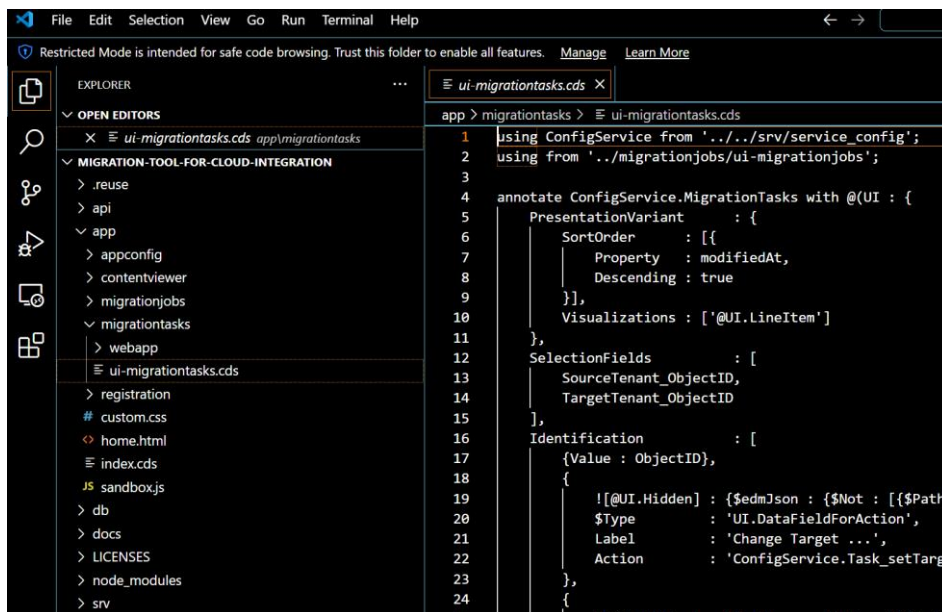 File Edit Selection View Go Run Terminal Help
Restricted Mode is intended for safe code browsing. Trust this folder to enable all features. Manage Learn More
EXPLORER ...
OPEN EDITORS
ui-migrationtasks.cds app\migrationtasks
MIGRATION-TOOL-FOR-CLOUD-INTEGRATION
.reuse
api
app
appconfig
contentviewer
migrationjobs
migrationtasks
webapp
ui-migrationtasks.cds
registration
# custom.css
<> home.html
index.cds
JS sandbox.js
db
docs
LICENSES
node_modules
srv
ui-migrationtasks.cds
app > migrationtasks > ui-migrationtasks.cds
1 using ConfigService from '../../srv/service_config';
2 using from '../migrationjobs/ui-migrationjobs';
3
4 annotate ConfigService.MigrationTasks with @(UI : {
5 PresentationVariant : {
6 SortOrder : [{
7 Property : modifiedAt,
8 Descending : true
9 }],
10 Visualizations : ['@UI.LineItem']
11 },
12 SelectionFields : [
13 SourceTenant_ObjectID,
14 TargetTenant_ObjectID
15 ],
16 Identification : [
17 {Value : ObjectID},
18 {
19 ![@UI.Hidden] : {$edmJson : {$Not : [{$Path
20 $Type : 'UI.DataFieldForAction',
21 Label : 'Change Target ...',
22 Action : 'ConfigService.Task_setTarg
23 },
24 {